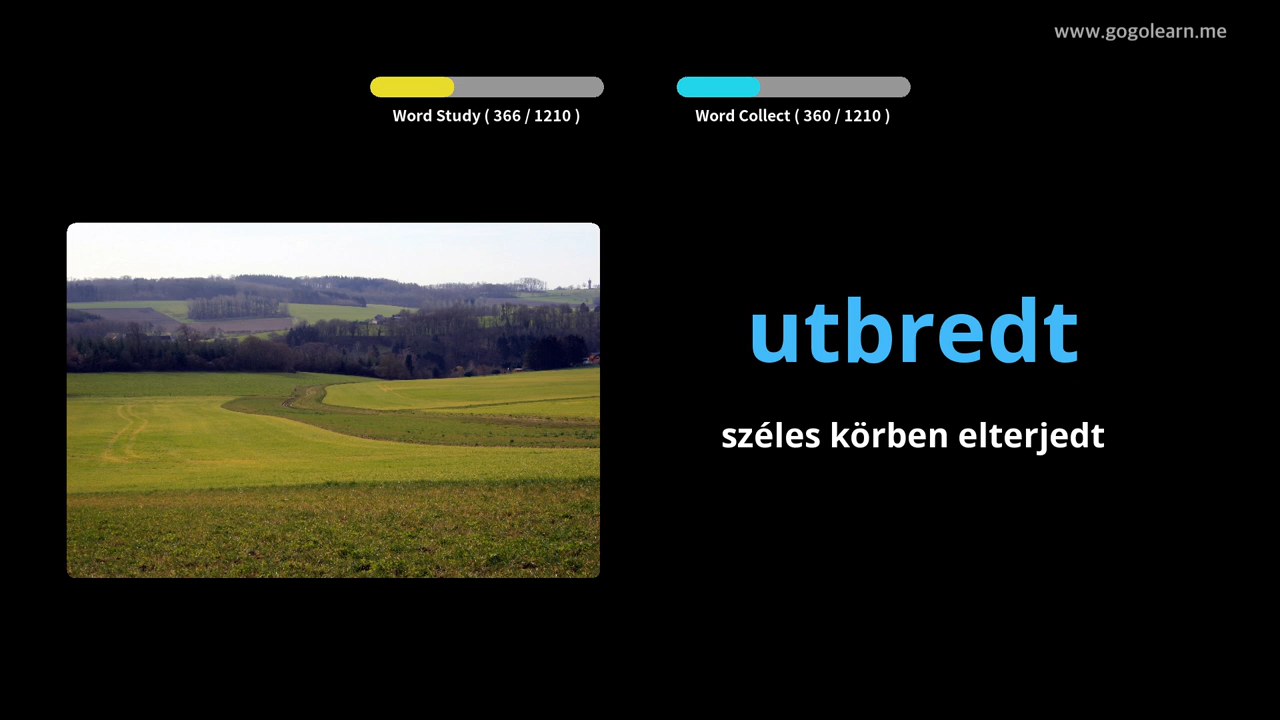 www.gogolearn.me
Word Study ( 366 / 1210 )
Word Collect ( 360 / 1210 )
utbredt
széles körben elterjedt